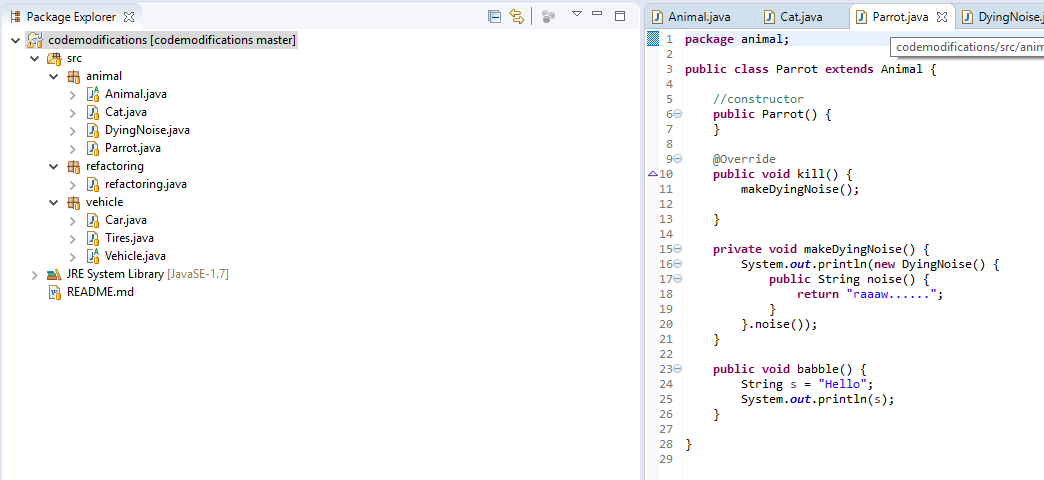 Package Explorer
codemodifications [codemodifications master]
src
animal
Animal.java
Cat.java
DyingNoise.java
Parrot.java
refactoring
refactoring.java
vehicle
Car.java
Tires.java
Vehicle.java
JRE System Library [JavaSE-1.7]
README.md
Animal.java Cat.java Parrot.java DyingNoise.j
codemodifications/src/anim
1 package animal;
2
3 public class Parrot extends Animal {
4
5 //constructor
6 public Parrot() {
7 }
8
9 @Override
10 public void kill() {
11 makeDyingNoise();
12
13 }
14
15 private void makeDyingNoise() {
16 System.out.println(new DyingNoise() {
17 public String noise() {
18 return "raaaw......";
19 }
20 }.noise());
21 }
22
23 public void babble() {
24 String s = "Hello";
25 System.out.println(s);
26 }
27
28 }
29